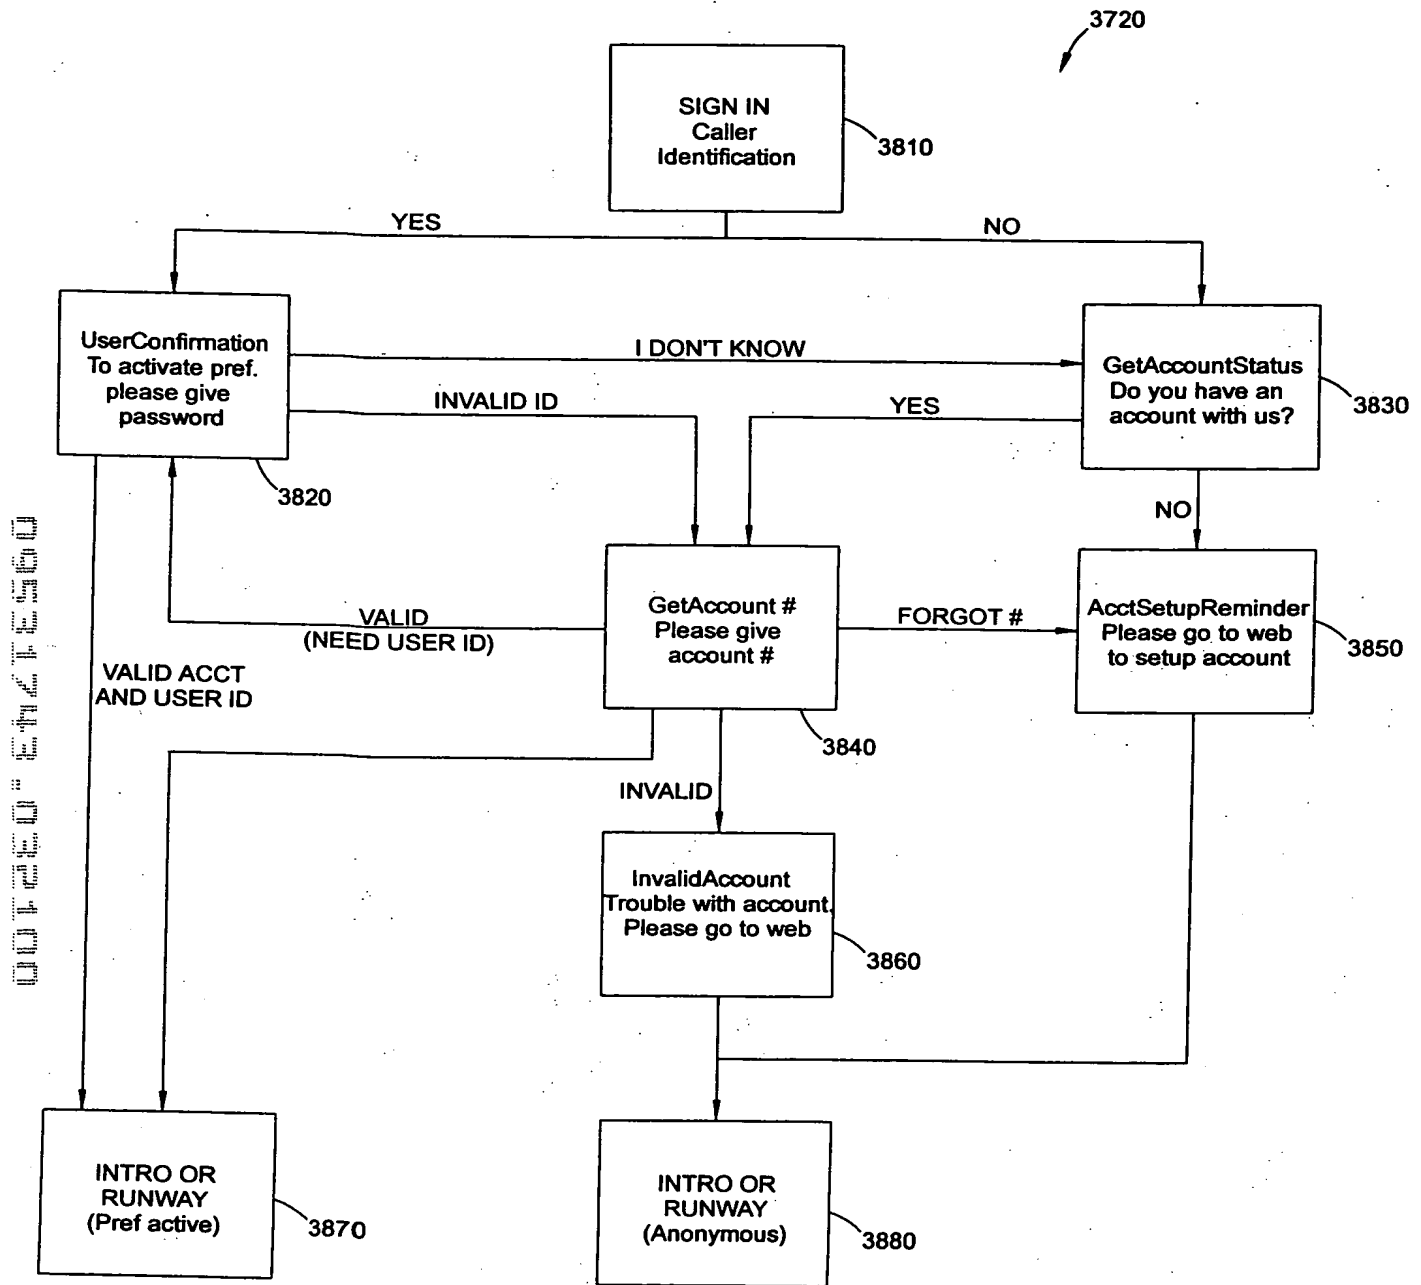 3720
SIGN IN
Caller
Identification
3810
YES
NO
UserConfirmation
To activate pref.
please give
password
3820
I DON'T KNOW
INVALID ID
YES
GetAccountStatus
Do you have an
account with us?
3830
NO
VALID
(NEED USER ID)
GetAccount #
Please give
account #
3840
FORGOT #
AcctSetupReminder
Please go to web
to setup account
3850
VALID ACCT
AND USER ID
INVALID
InvalidAccount
Trouble with account.
Please go to web
3860
INTRO OR
RUNWAY
(Pref active)
3870
INTRO OR
RUNWAY
(Anonymous)
3880
09531743.032100